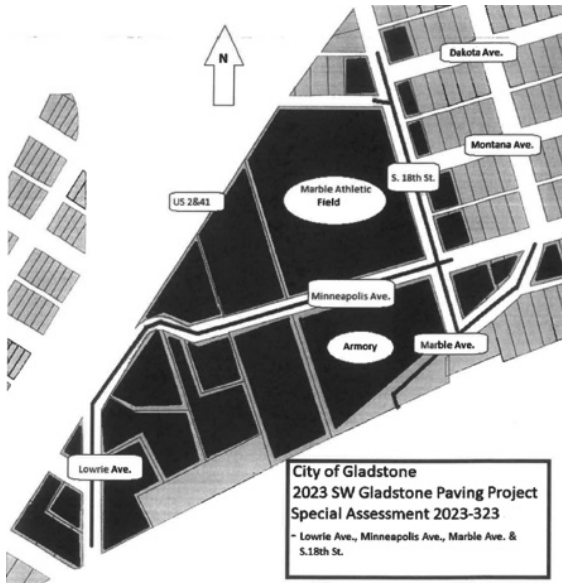 N
Dakota Ave.
Montana Ave.
S. 18th St.
Marble Athletic
Field
US 2&41
Minneapolis Ave.
Armory
Marble Ave.
Lowrie Ave.
City of Gladstone
2023 SW Gladstone Paving Project
Special Assessment 2023-323
- Lowrie Ave., Minneapolis Ave., Marble Ave. &
S.18th St.